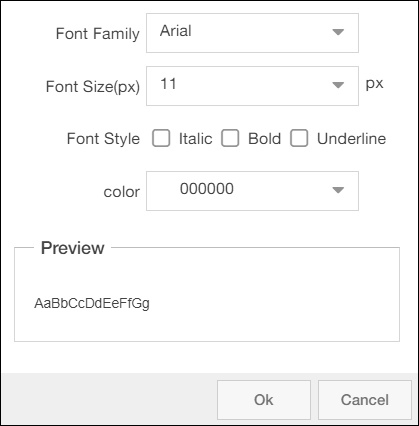 Font Family Arial
Font Size(px) 11 px
Font Style Italic Bold Underline
color 000000
Preview
AaBbCcDdEeFfGg
Ok Cancel